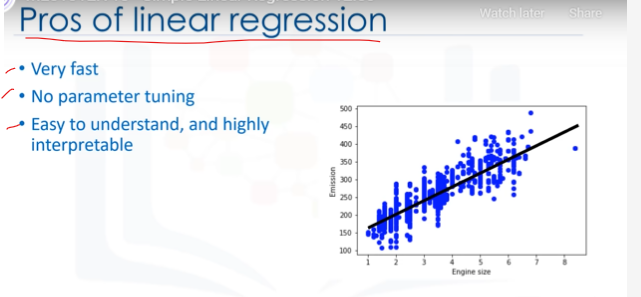 Pros of linear regression
Watch later
Share
• Very fast
• No parameter tuning
• Easy to understand, and highly
interpretable
500
450
400
350
300
250
200
150
100
Emission
1 2 3 4 5 6 7 8
Engine size